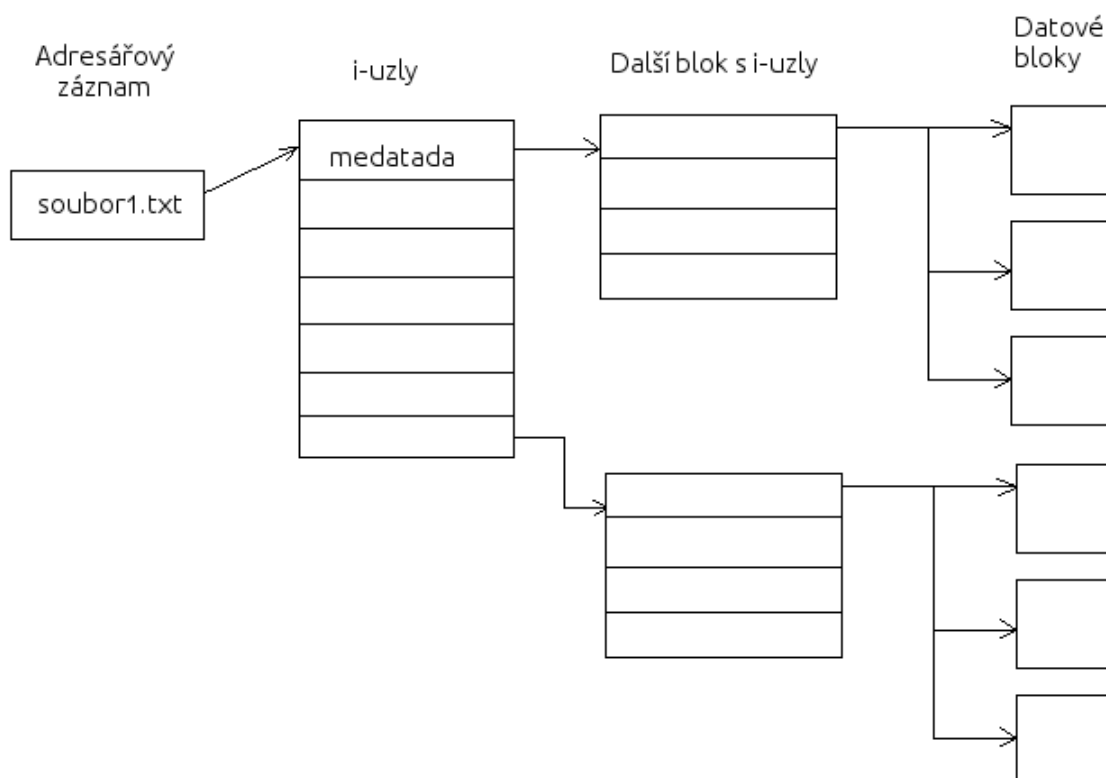 Adresářový
záznam
i-uzly
Další blok s i-uzly
Datové
bloky
soubor1.txt
medatada